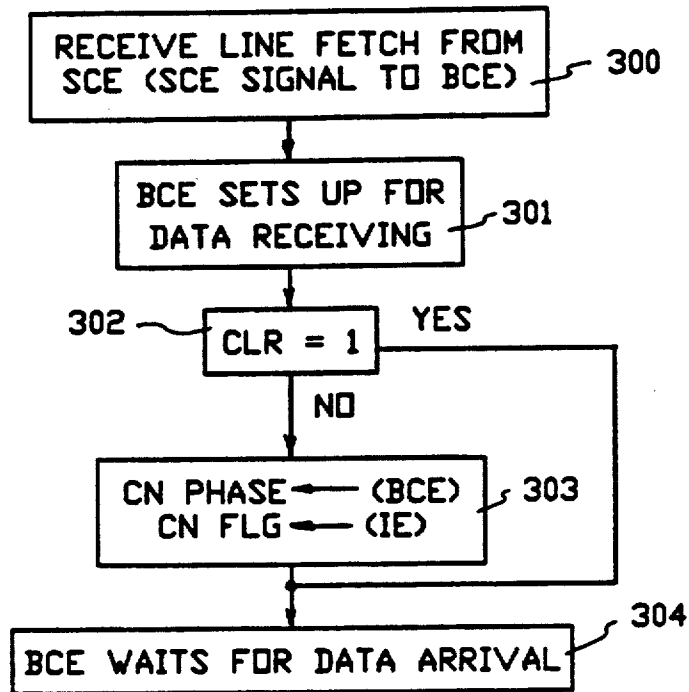 RECEIVE LINE FETCH FROM
SCE (SCE SIGNAL TO BCE)
300
BCE SETS UP FOR
DATA RECEIVING
301
302
CLR = 1
YES
NO
CN PHASE ← (BCE)
CN FLG ← (IE)
303
304
BCE WAITS FOR DATA ARRIVAL